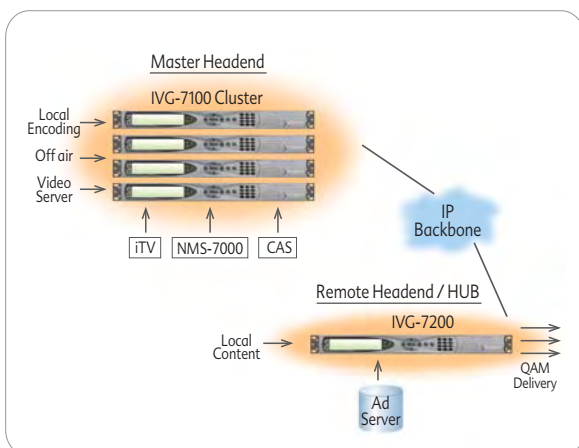 Master Headend
IVG-7100 Cluster
Local
Encoding
Off air
Video
Server
iTV
NMS-7000
CAS
IP
Backbone
Remote Headend / HUB
IVG-7200
Local
Content
QAM
Delivery
Ad
Server